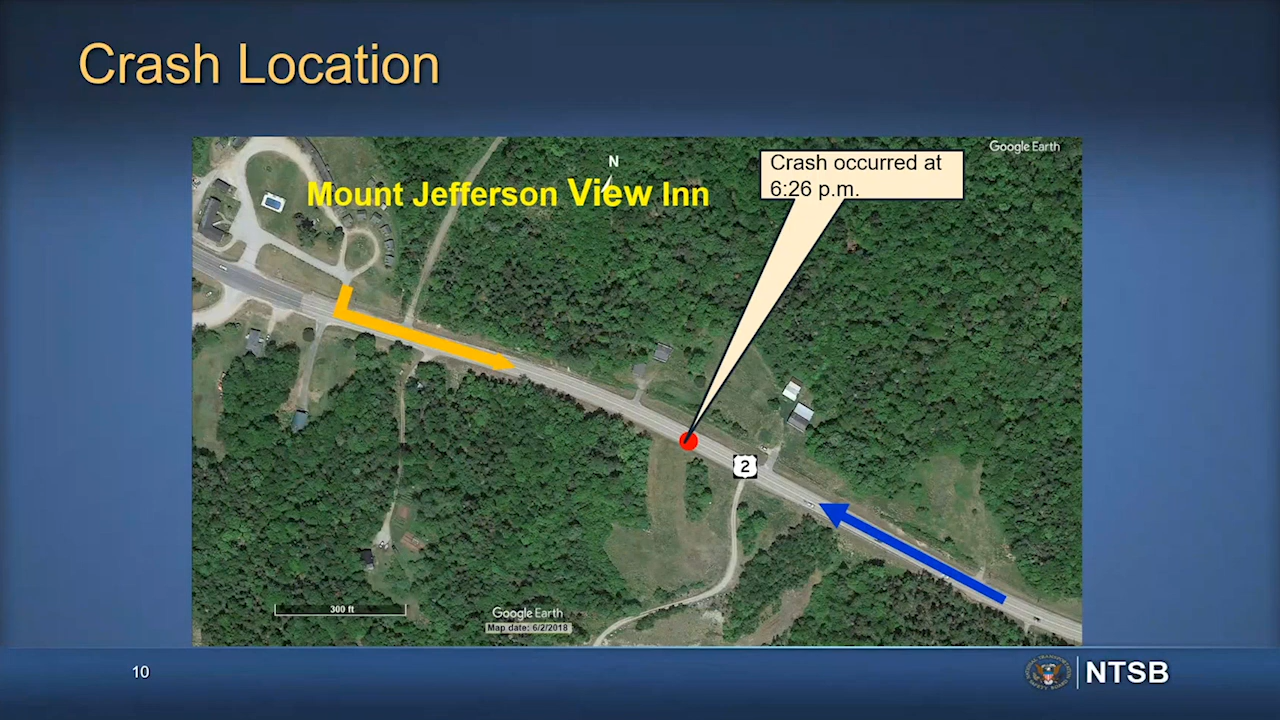 Crash Location
Google Earth
N
Mount Jefferson View Inn
Crash occurred at
6:26 p.m.
2
300 ft
Google Earth
Map date: 6/2/2018
10
NTSB